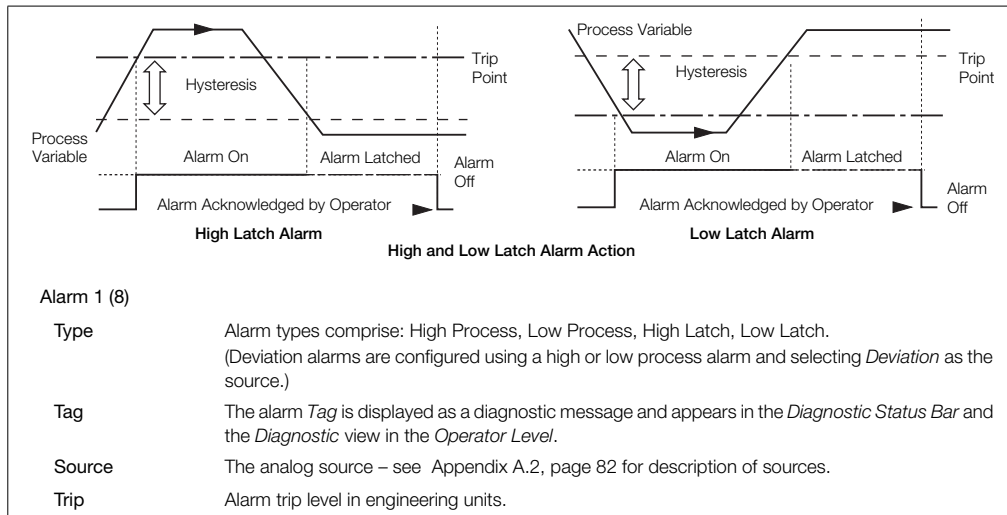 Process Variable
Trip Point
Hysteresis
Alarm On
Alarm Latched
Alarm Off
Alarm Acknowledged by Operator
High Latch Alarm
Process Variable
Trip Point
Hysteresis
Alarm On
Alarm Latched
Alarm Off
Alarm Acknowledged by Operator
Low Latch Alarm
High and Low Latch Alarm Action
Alarm 1 (8)
Type Alarm types comprise: High Process, Low Process, High Latch, Low Latch.
(Deviation alarms are configured using a high or low process alarm and selecting Deviation as the
source.)
Tag The alarm Tag is displayed as a diagnostic message and appears in the Diagnostic Status Bar and
the Diagnostic view in the Operator Level.
Source The analog source – see Appendix A.2, page 82 for description of sources.
Trip Alarm trip level in engineering units.